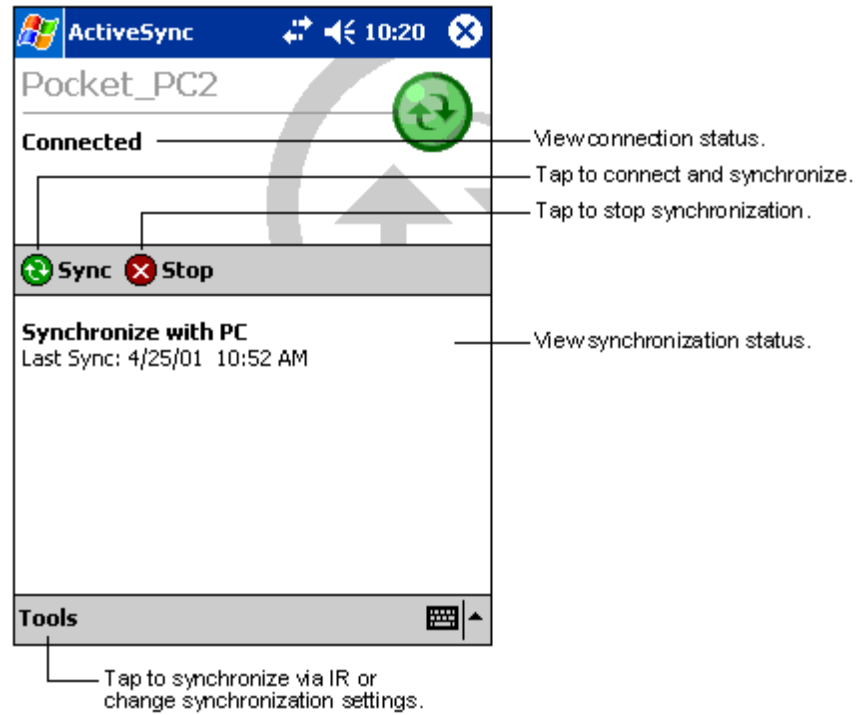 ActiveSync 10:20
Pocket_PC2
Connected
View connection status.
Tap to connect and synchronize.
Tap to stop synchronization.
Sync Stop
Synchronize with PC
Last Sync: 4/25/01 10:52 AM
View synchronization status.
Tools
Tap to synchronize via IR or
change synchronization settings.